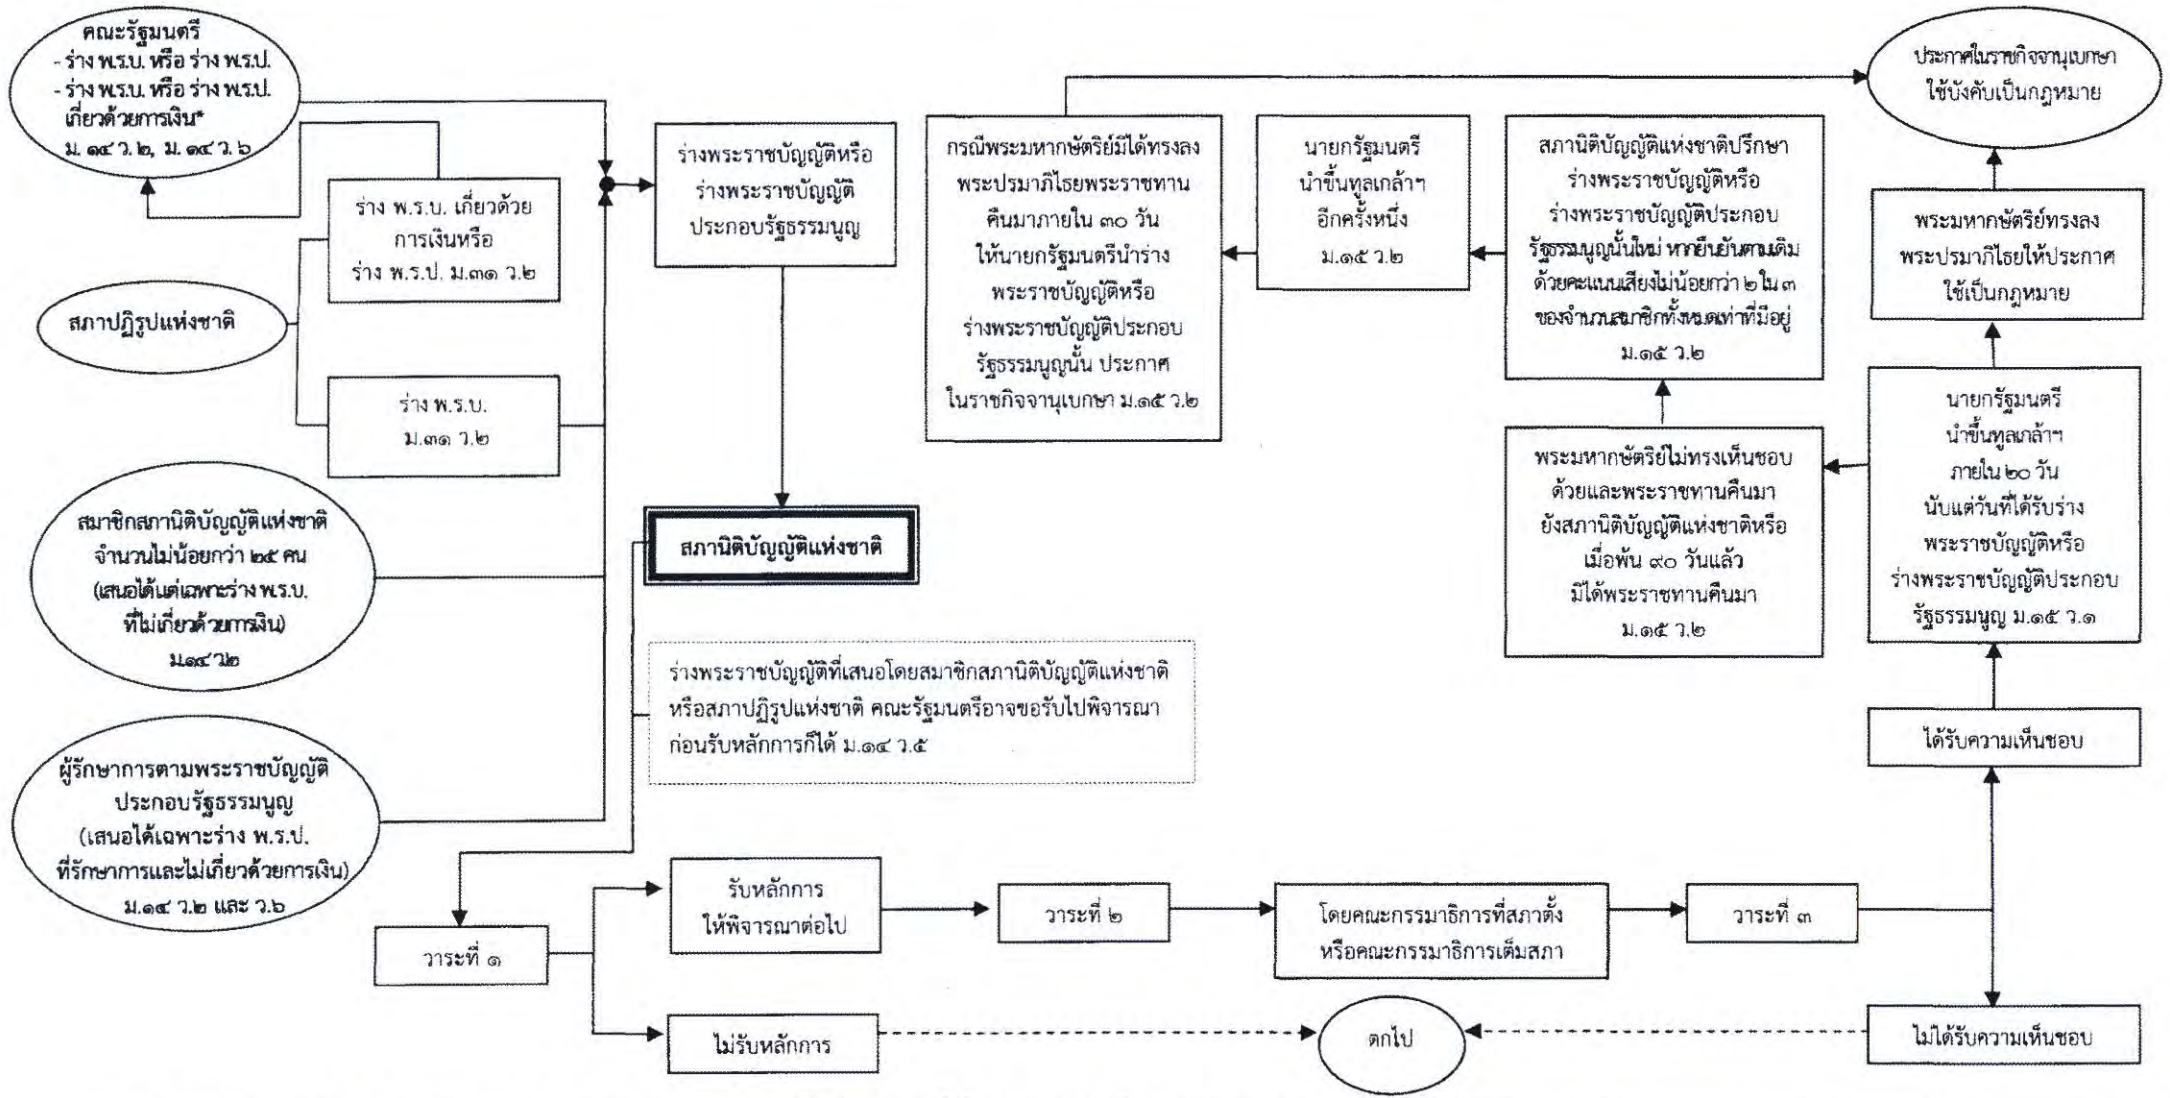 คณะรัฐมนตรี
- ร่าง พ.ร.บ. หรือ ร่าง พ.ร.ป.
- ร่าง พ.ร.บ. หรือ ร่าง พ.ร.ป.
เกี่ยวด้วยการเงิน*
ม. ๑๔ ว. ๒, ม. ๑๔ ว. ๖
ร่าง พ.ร.บ. เกี่ยวด้วย
การเงินหรือ
ร่าง พ.ร.ป. ม.๓๑ ว.๒
สภาปฏิรูปแห่งชาติ
ร่าง พ.ร.บ.
ม.๓๑ ว.๒
สมาชิกสภานิติบัญญัติแห่งชาติ
จำนวนไม่น้อยกว่า ๒๕ คน
(เสนอได้แต่เฉพาะร่าง พ.ร.บ.
ที่ไม่เกี่ยวด้วยการเงิน)
ม.๑๔ ว๒
ผู้รักษาการตามพระราชบัญญัติ
ประกอบรัฐธรรมนูญ
(เสนอได้เฉพาะร่าง พ.ร.ป.
ที่รักษาการและไม่เกี่ยวด้วยการเงิน)
ม.๑๔ ว.๒ และ ว.๖
ร่างพระราชบัญญัติหรือ
ร่างพระราชบัญญัติ
ประกอบรัฐธรรมนูญ
สภานิติบัญญัติแห่งชาติ
ร่างพระราชบัญญัติที่เสนอโดยสมาชิกสภานิติบัญญัติแห่งชาติ
หรือสภาปฏิรูปแห่งชาติ คณะรัฐมนตรีอาจขอรับไปพิจารณา
ก่อนรับหลักการก็ได้ ม.๑๔ ว.๕
วาระที่ ๑
รับหลักการ
ให้พิจารณาต่อไป
ไม่รับหลักการ
วาระที่ ๒
โดยคณะกรรมาธิการที่สภาตั้ง
หรือคณะกรรมาธิการเต็มสภา
วาระที่ ๓
ตกไป
ไม่ได้รับความเห็นชอบ
ได้รับความเห็นชอบ
นายกรัฐมนตรี
นำขึ้นทูลเกล้าฯ
ภายใน ๒๐ วัน
นับแต่วันที่ได้รับร่าง
พระราชบัญญัติหรือ
ร่างพระราชบัญญัติประกอบ
รัฐธรรมนูญ ม.๑๕ ว.๑
พระมหากษัตริย์ทรงลง
พระปรมาภิไธยให้ประกาศ
ใช้เป็นกฎหมาย
ประกาศในราชกิจจานุเบกษา
ใช้บังคับเป็นกฎหมาย
พระมหากษัตริย์ไม่ทรงเห็นชอบ
ด้วยและพระราชทานคืนมา
ยังสภานิติบัญญัติแห่งชาติหรือ
เมื่อพ้น ๙๐ วันแล้ว
มิได้พระราชทานคืนมา
ม.๑๕ ว.๒
สภานิติบัญญัติแห่งชาติปรึกษา
ร่างพระราชบัญญัติหรือ
ร่างพระราชบัญญัติประกอบ
รัฐธรรมนูญนั้นใหม่ หากยืนยันตามเดิม
ด้วยคะแนนเสียงไม่น้อยกว่า ๒ ใน ๓
ของจำนวนสมาชิกทั้งหมดเท่าที่มีอยู่
ม.๑๕ ว.๒
นายกรัฐมนตรี
นำขึ้นทูลเกล้าฯ
อีกครั้งหนึ่ง
ม.๑๕ ว.๒
กรณีพระมหากษัตริย์มิได้ทรงลง
พระปรมาภิไธยพระราชทาน
คืนมาภายใน ๓๐ วัน
ให้นายกรัฐมนตรีนำร่าง
พระราชบัญญัติหรือ
ร่างพระราชบัญญัติประกอบ
รัฐธรรมนูญนั้น ประกาศ
ในราชกิจจานุเบกษา ม.๑๕ ว.๒